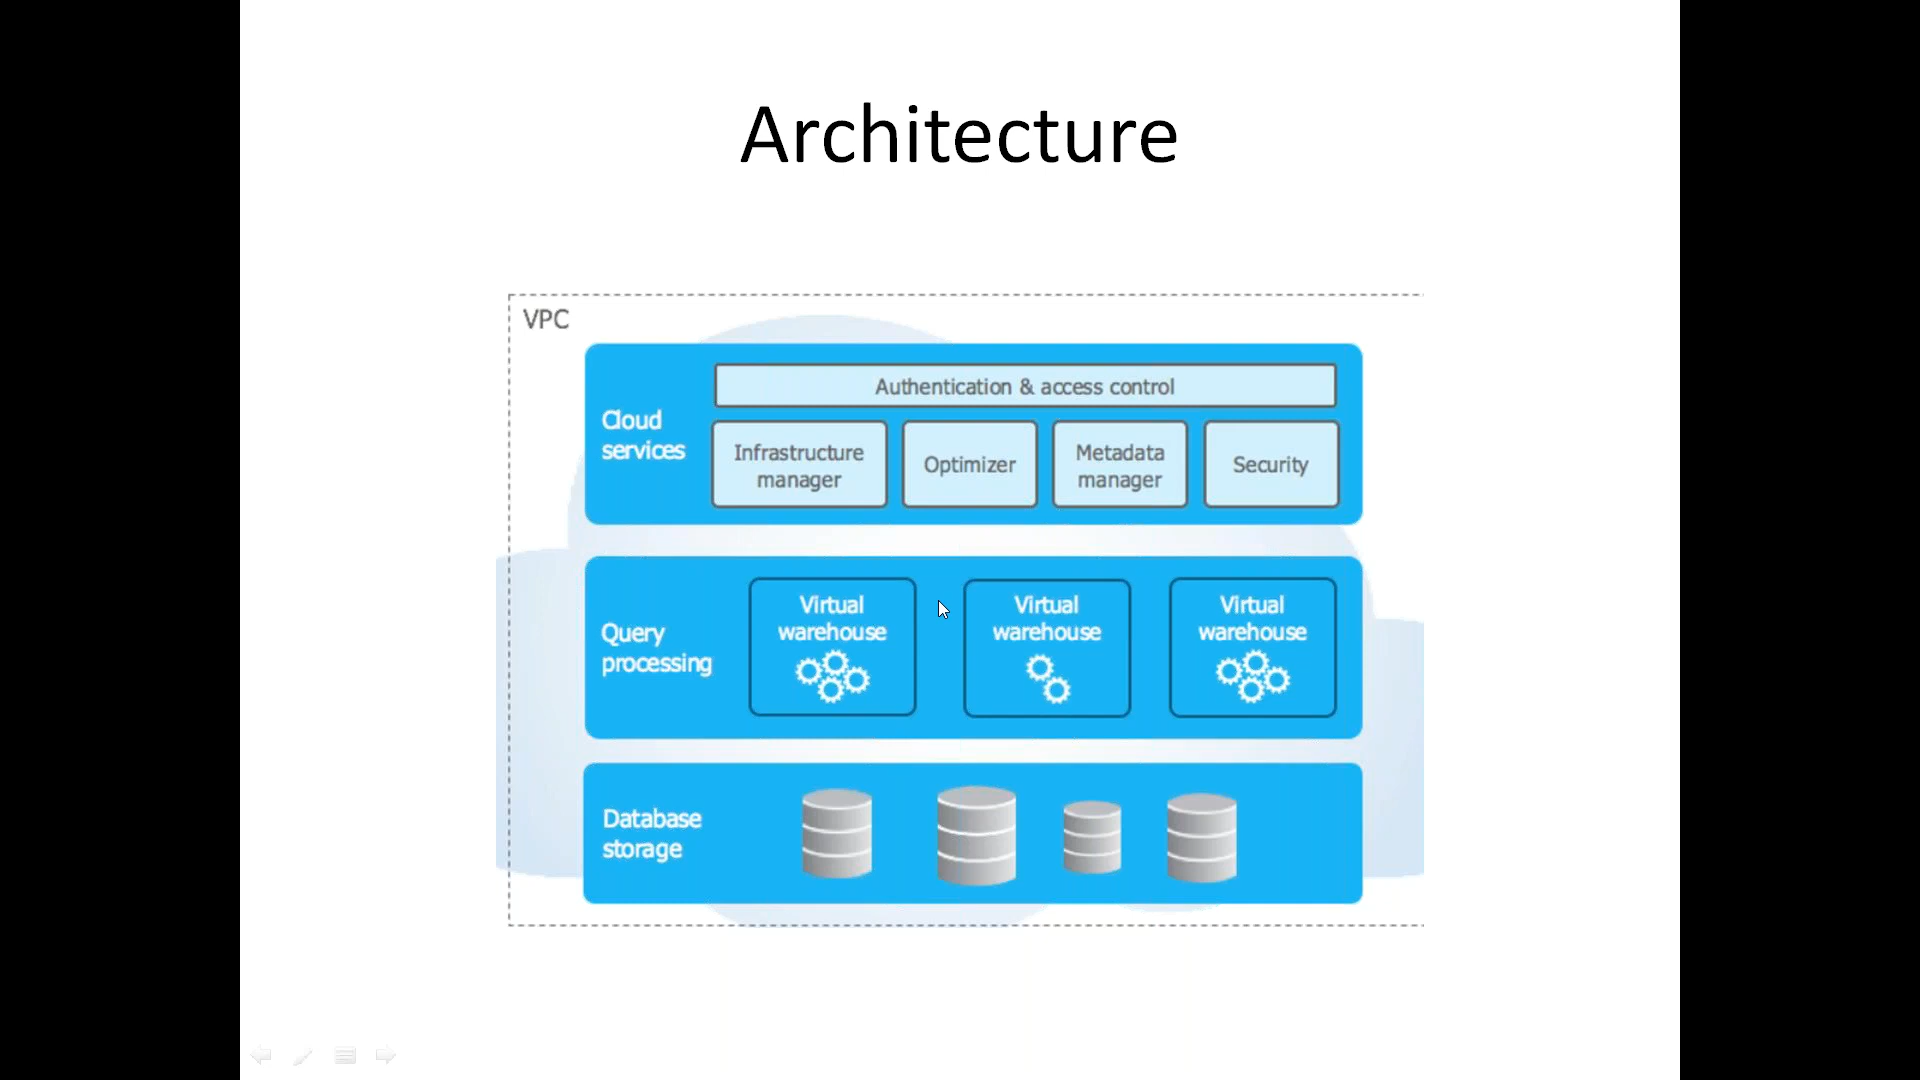 Architecture
VPC
Authentication & access control
Cloud
services
Infrastructure
manager
Optimizer
Metadata
manager
Security
Query
processing
Virtual
warehouse
Virtual
warehouse
Virtual
warehouse
Database
storage